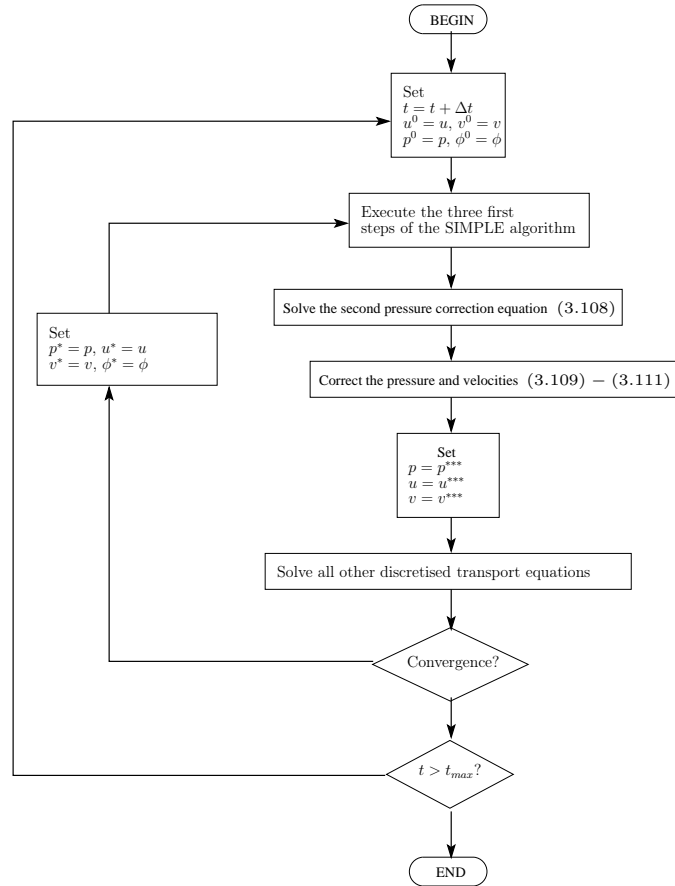 BEGIN
Set
t = t + Δt
u⁰ = u, v⁰ = v
p⁰ = p, ϕ⁰ = ϕ
Execute the three first
steps of the SIMPLE algorithm
Solve the second pressure correction equation (3.108)
Set
p* = p, u* = u
v* = v, ϕ* = ϕ
Correct the pressure and velocities (3.109) − (3.111)
Set
p = p***
u = u***
v = v***
Solve all other discretised transport equations
Convergence?
t > tₘₐₓ?
END